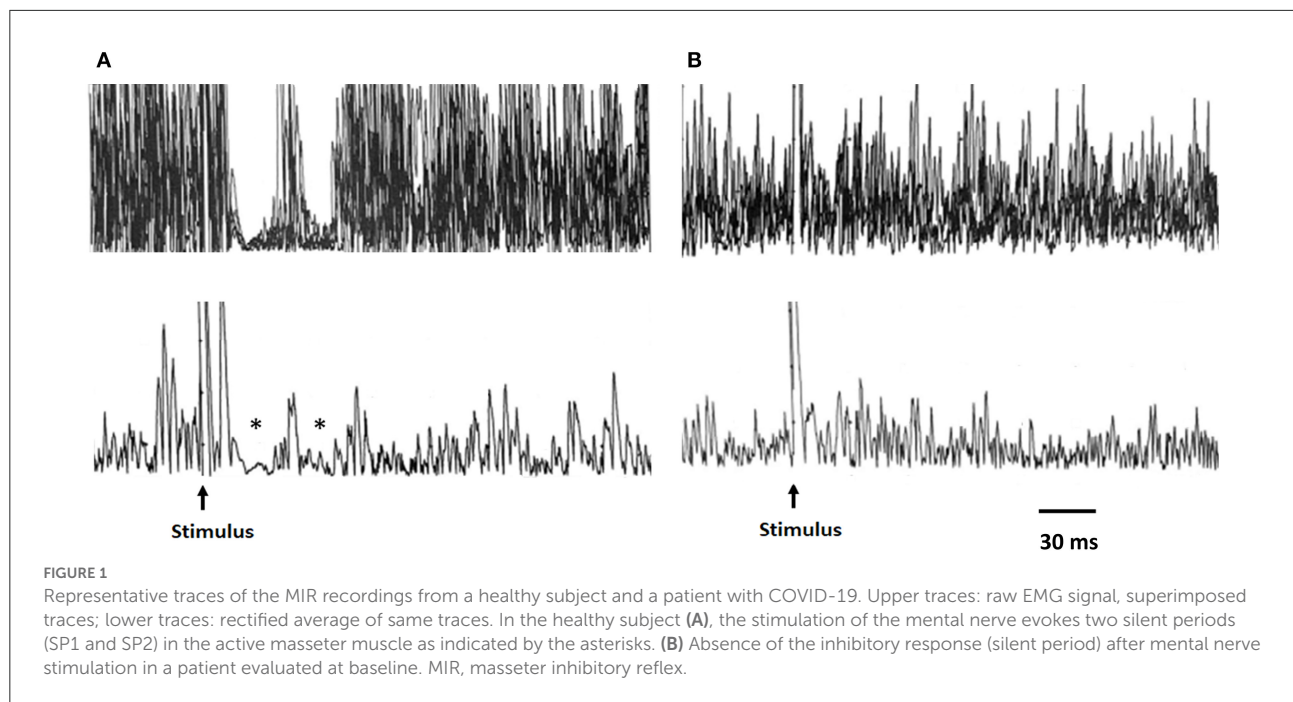 A
B
*
*
Stimulus
Stimulus
30 ms
FIGURE 1
Representative traces of the MIR recordings from a healthy subject and a patient with COVID-19. Upper traces: raw EMG signal, superimposed
traces; lower traces: rectified average of same traces. In the healthy subject (A), the stimulation of the mental nerve evokes two silent periods
(SP1 and SP2) in the active masseter muscle as indicated by the asterisks. (B) Absence of the inhibitory response (silent period) after mental nerve
stimulation in a patient evaluated at baseline. MIR, masseter inhibitory reflex.